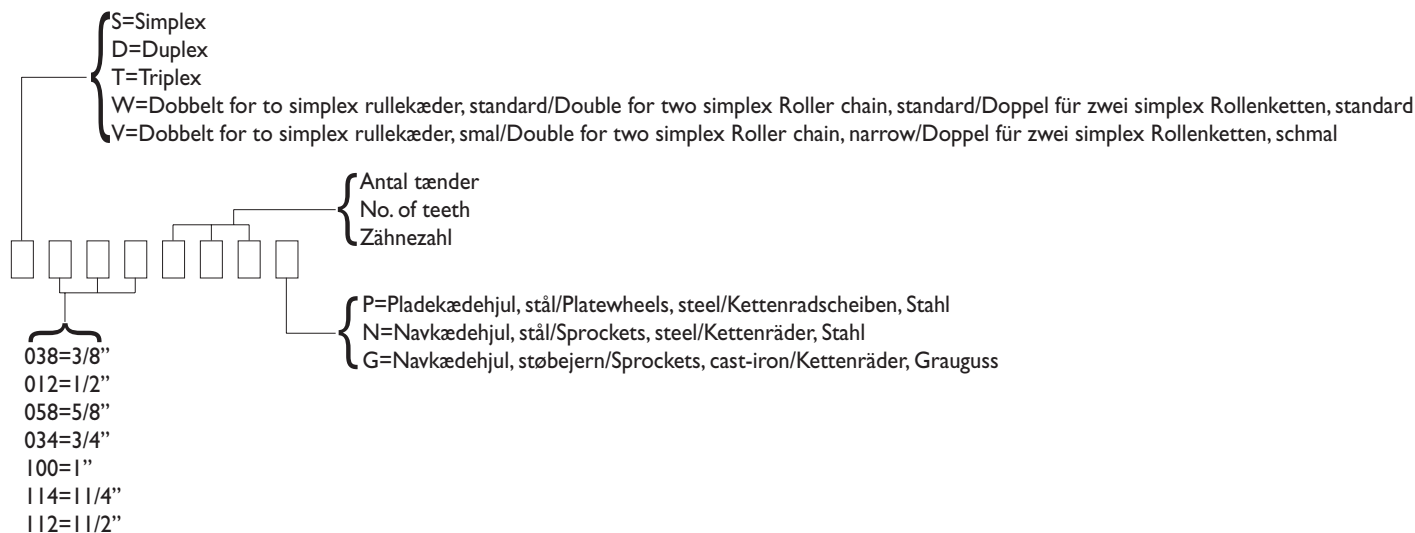 S=Simplex
D=Duplex
T=Triplex
W=Dobbelt for to simplex rullekæder, standard/Double for two simplex Roller chain, standard/Doppel für zwei simplex Rollenketten, standard
V=Dobbelt for to simplex rullekæder, smal/Double for two simplex Roller chain, narrow/Doppel für zwei simplex Rollenketten, schmal
Antal tænder
No. of teeth
Zähnezahl
P=Pladekædehjul, stål/Platewheels, steel/Kettenradscheiben, Stahl
N=Navkædehjul, stål/Sprockets, steel/Kettenräder, Stahl
G=Navkædehjul, støbejern/Sprockets, cast-iron/Kettenräder, Grauguss
038=3/8”
012=1/2”
058=5/8”
034=3/4”
100=1”
114=11/4”
112=11/2”